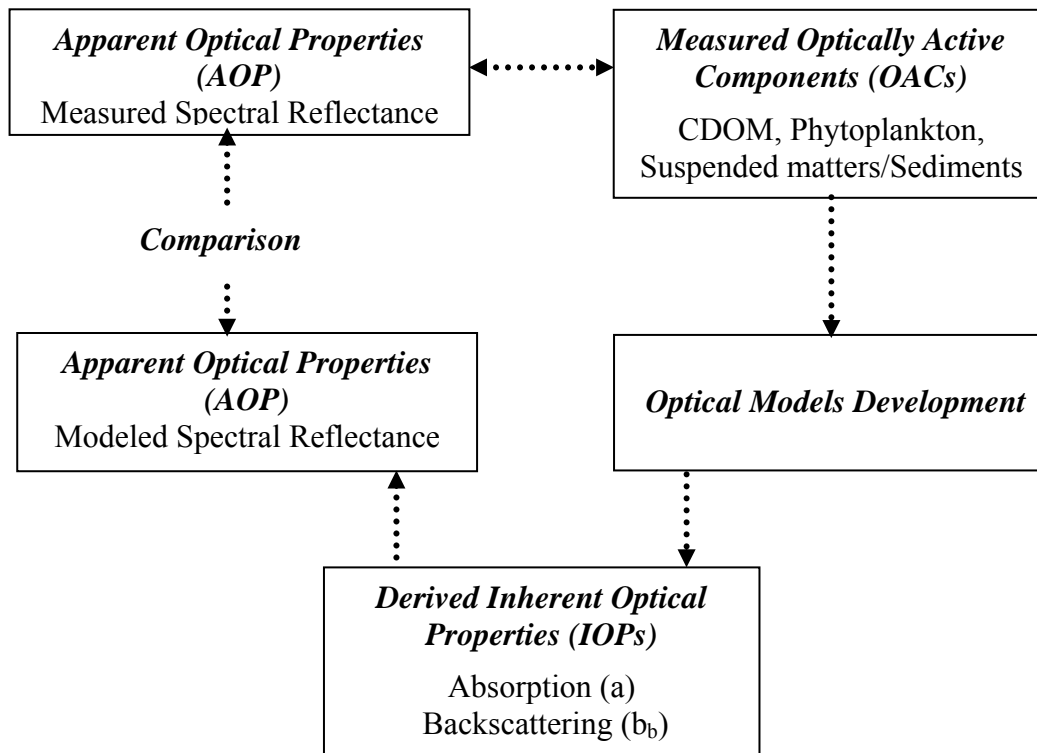 Apparent Optical Properties
(AOP)
Measured Spectral Reflectance
Measured Optically Active
Components (OACs)
CDOM, Phytoplankton,
Suspended matters/Sediments
Comparison
Apparent Optical Properties
(AOP)
Modeled Spectral Reflectance
Optical Models Development
Derived Inherent Optical
Properties (IOPs)
Absorption (a)
Backscattering (b_b)